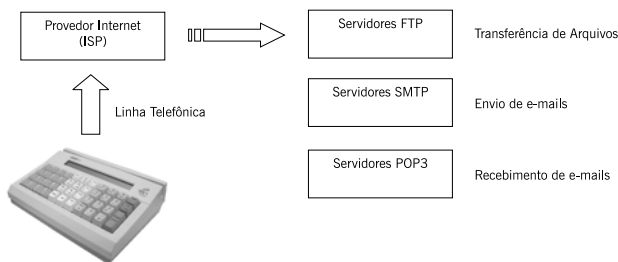 Provedor Internet
(ISP)
Servidores FTP
Transferência de Arquivos
Linha Telefônica
Servidores SMTP
Envio de e-mails
Servidores POP3
Recebimento de e-mails